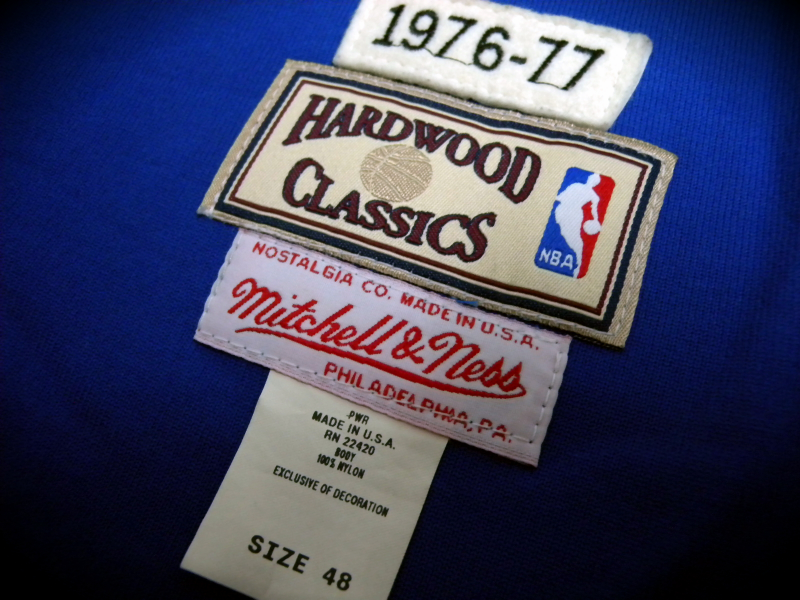 1976-77
HARDWOOD
CLASSICS
NBA
NOSTALGIA CO. MADE IN U.S.A.
Mitchell & Ness
PHILADELPHIA, PA.
PWR
MADE IN U.S.A.
RN 22420
BODY
100% NYLON
EXCLUSIVE OF DECORATION
SIZE 48